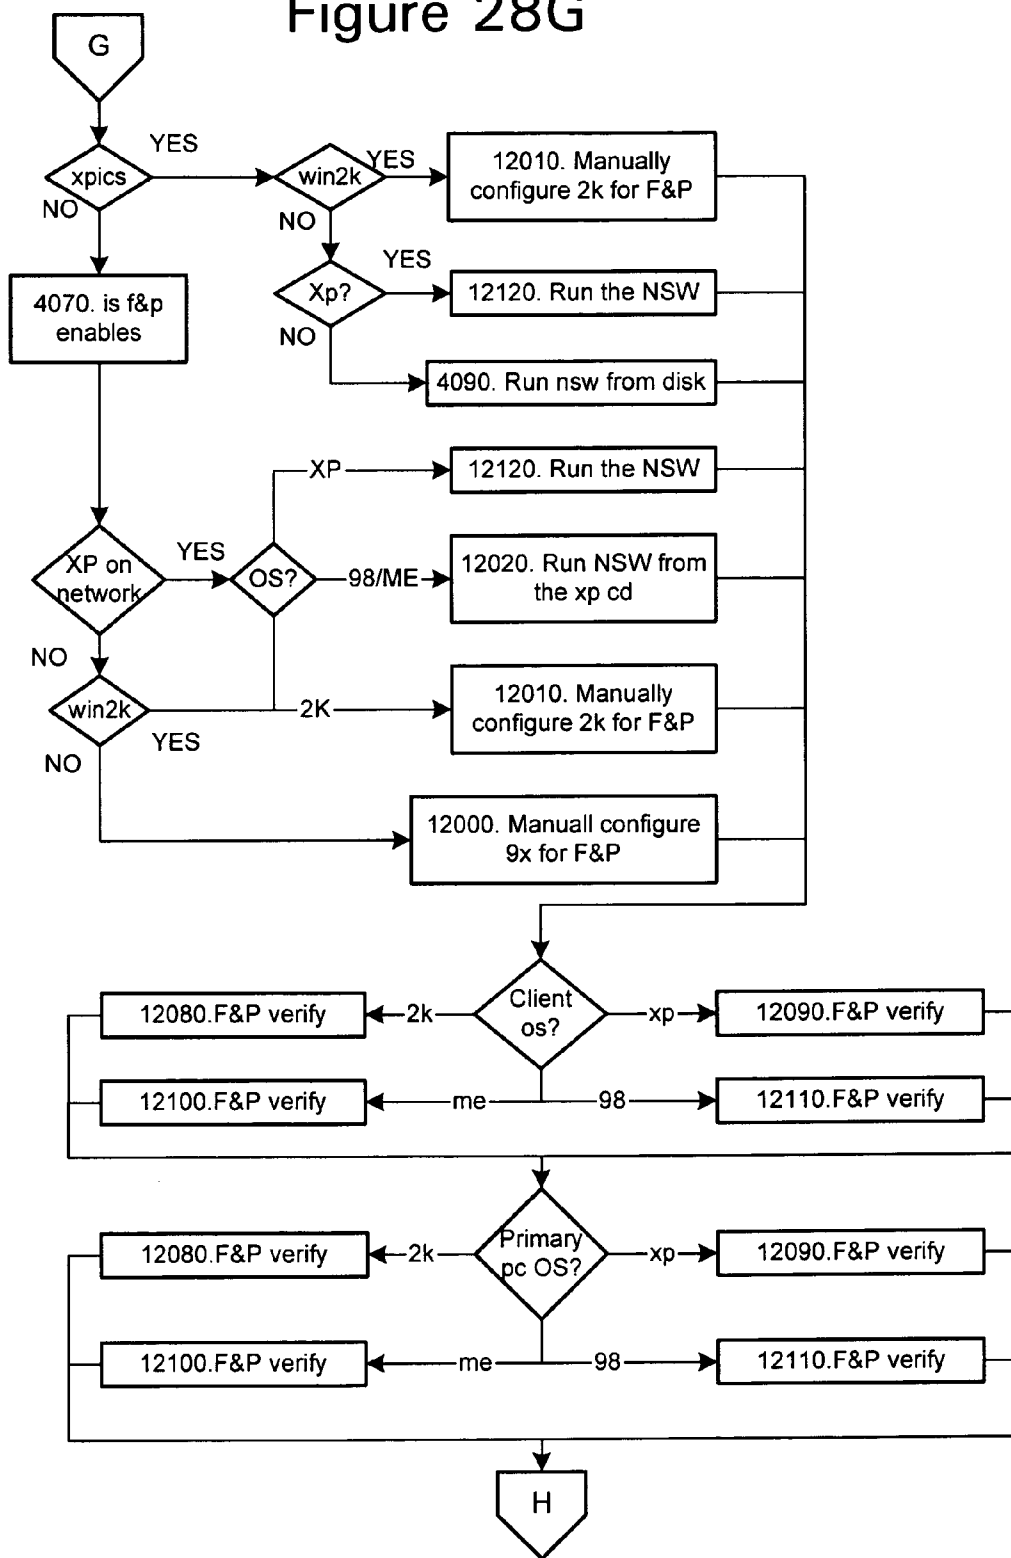 Figure 28G
G
YES
xpics
NO
win2k
YES
NO
12010. Manually
configure 2k for F&P
4070. is f&p
enables
Xp?
YES
NO
12120. Run the NSW
4090. Run nsw from disk
XP
12120. Run the NSW
XP on
network
YES
NO
OS?
98/ME
12020. Run NSW from
the xp cd
win2k
YES
NO
2K
12010. Manually
configure 2k for F&P
12000. Manuall configure
9x for F&P
Client
os?
2k
12080.F&P verify
xp
12090.F&P verify
me
12100.F&P verify
98
12110.F&P verify
Primary
pc OS?
2k
12080.F&P verify
xp
12090.F&P verify
me
12100.F&P verify
98
12110.F&P verify
H